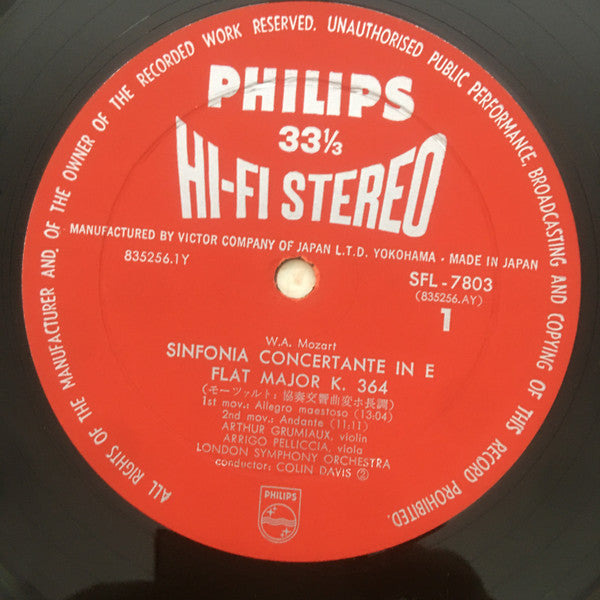 ALL RIGHTS OF THE MANUFACTURER AND. OF THE OWNER OF THE RECORDED WORK RESERVED. UNAUTHORISED PUBLIC PERFORMANCE, BROADCASTING AND COPYING OF THIS RECORD PROHIBITED.
PHILIPS
33⅓
HI-FI STEREO
MANUFACTURED BY VICTOR COMPANY OF JAPAN L.T.D. YOKOHAMA - MADE IN JAPAN
835256.1Y
SFL-7803
(835256.AY)
1
W.A. Mozart
SINFONIA CONCERTANTE IN E
FLAT MAJOR K. 364
(モーツァルト：協奏交響曲変ホ長調)
1st mov.: Allegro maestoso (13:04)
2nd mov.: Andante (11:11)
ARTHUR GRUMIAUX, violin
ARRIGO PELLICCIA, viola
LONDON SYMPHONY ORCHESTRA
conductor: COLIN DAVIS ②
PHILIPS